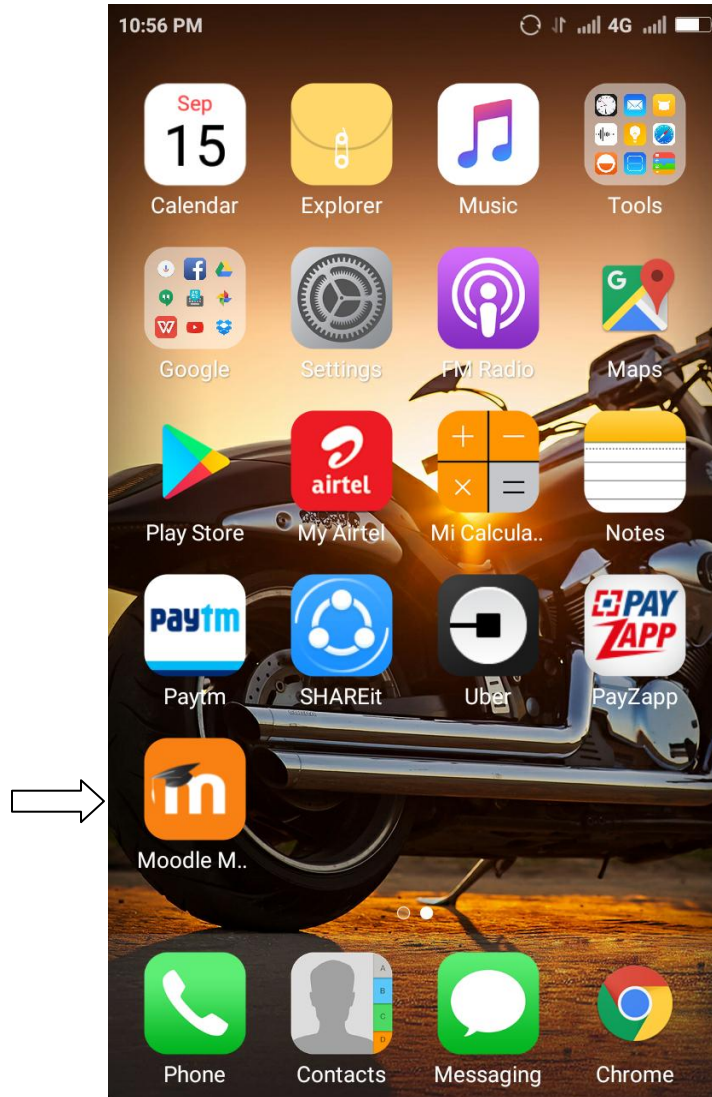 10:56 PM 4G
Sep
15
Calendar Explorer Music Tools
G
Google Settings FM Radio Maps
airtel
Play Store My Airtel Mi Calcula.. Notes
Paytm PAY ZAPP
Paytm SHAREit Uber PayZapp
m
Moodle M..
A
B
C
D
Phone Contacts Messaging Chrome